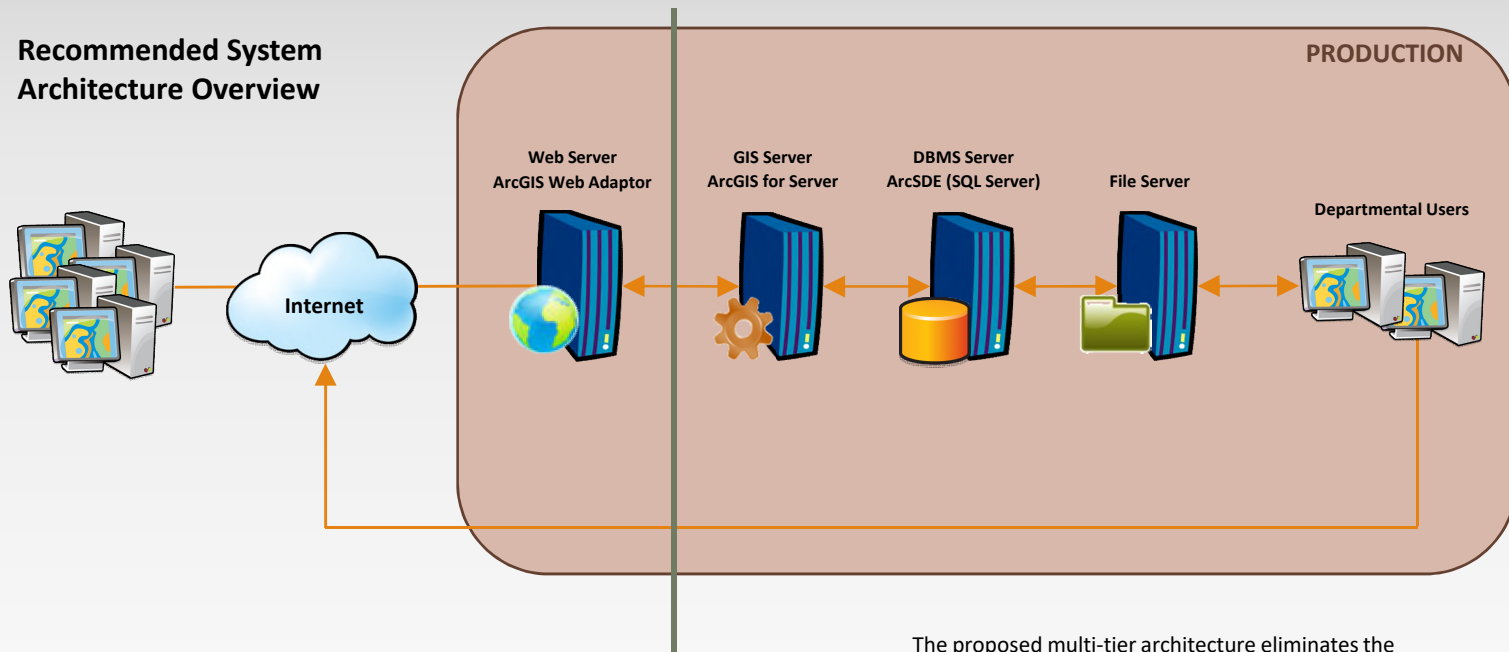 Recommended System
Architecture Overview
PRODUCTION
Web Server
ArcGIS Web Adaptor
GIS Server
ArcGIS for Server
DBMS Server
ArcSDE (SQL Server)
File Server
Departmental Users
Internet
The proposed multi-tier architecture eliminates the